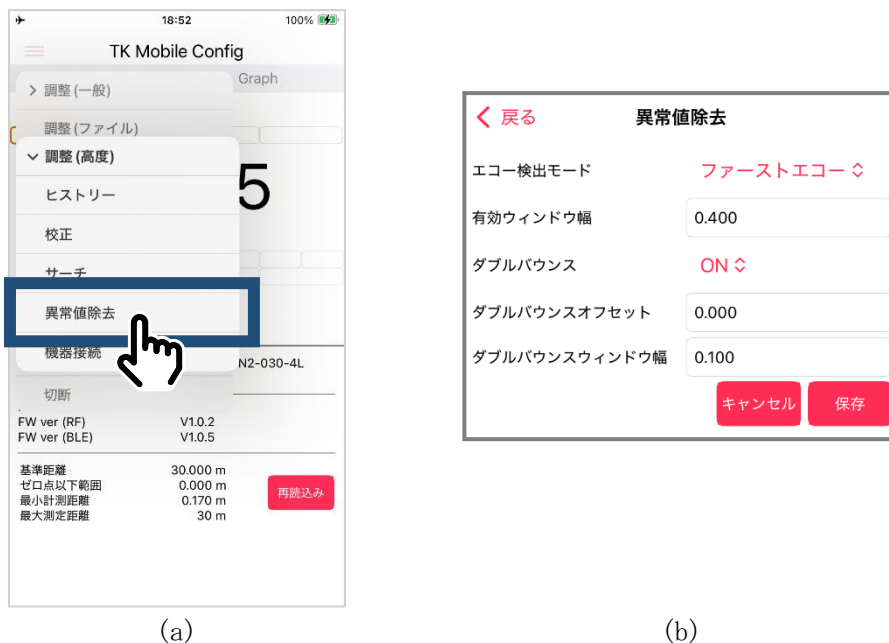 18:52
100%
TK Mobile Config
Graph
調整(一般)
調整(ファイル)
調整(高度)
ヒストリー
5
校正
サーチ
異常値除去
機器接続
N2-030-4L
切断
FW ver (RF) V1.0.2
FW ver (BLE) V1.0.5
基準距離 30.000 m
ゼロ点以下範囲 0.000 m
最小計測距離 0.170 m
最大測定距離 30 m
再読込み
(a)
戻る 異常値除去
エコー検出モード ファーストエコー
有効ウィンドウ幅 0.400
ダブルバウンス ON
ダブルバウンスオフセット 0.000
ダブルバウンスウィンドウ幅 0.100
キャンセル 保存
(b)